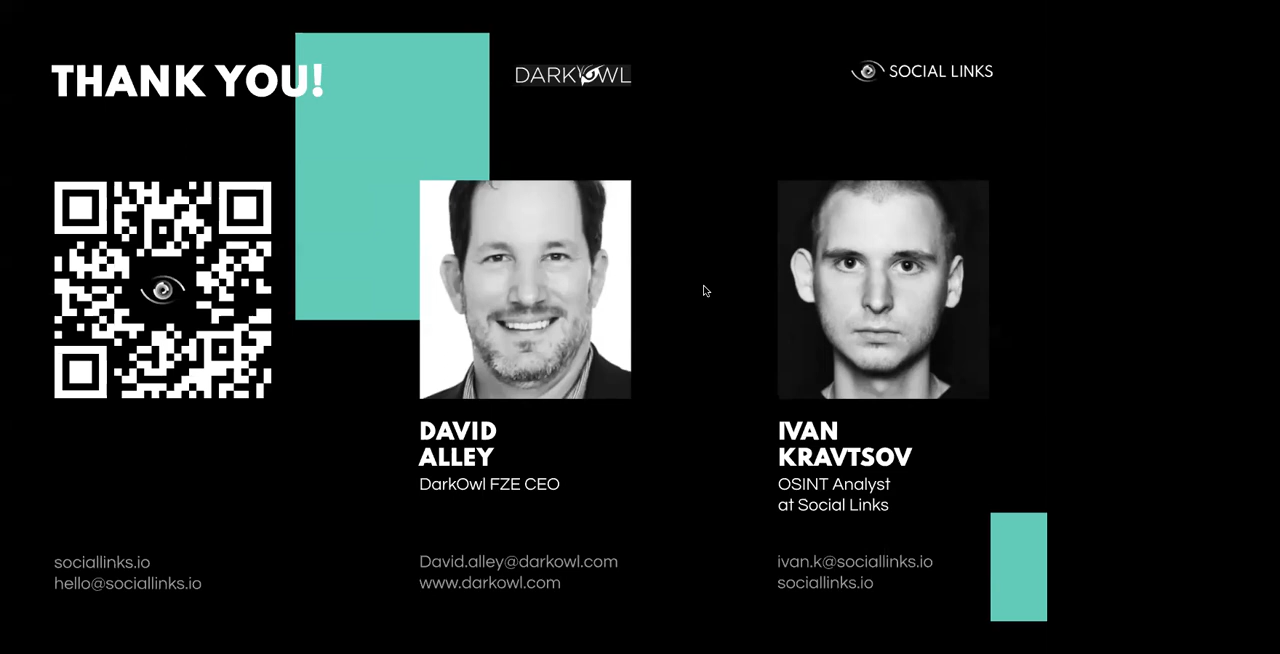 THANK YOU!
DARKOWL
SOCIAL LINKS
DAVID
ALLEY
DarkOwl FZE CEO
IVAN
KRAVTSOV
OSINT Analyst
at Social Links
sociallinks.io
hello@sociallinks.io
David.alley@darkowl.com
www.darkowl.com
ivan.k@sociallinks.io
sociallinks.io